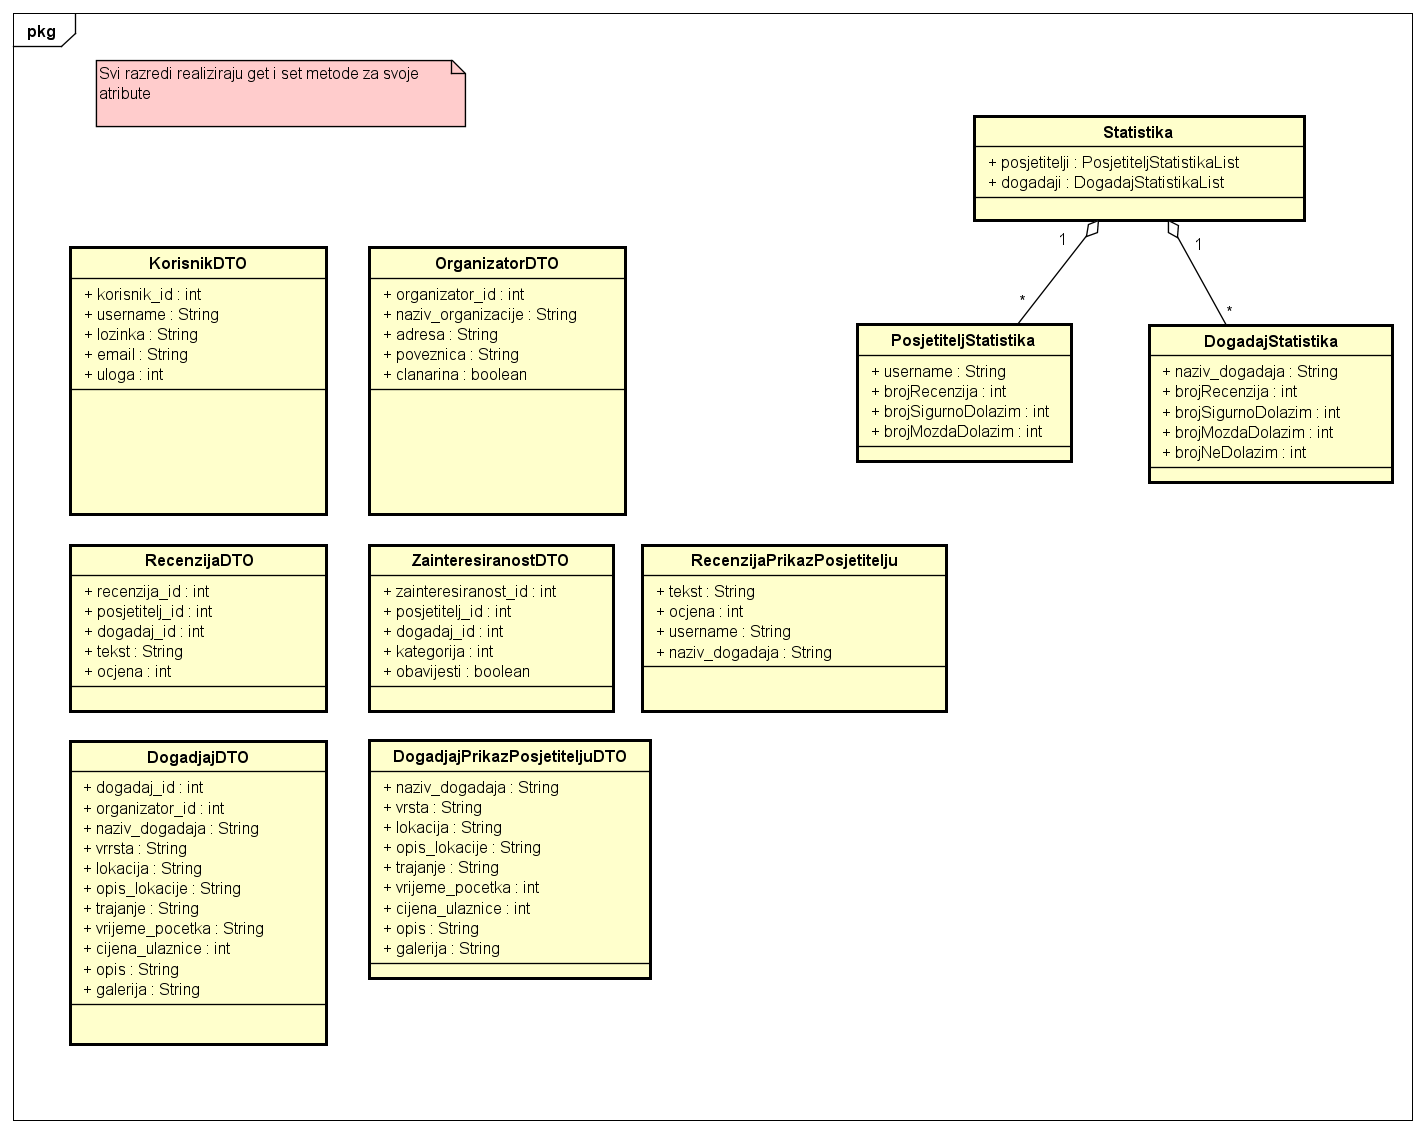 pkg
Svi razredi realiziraju get i set metode za svoje
atribute
Statistika
+ posjetitelji : PosjetiteljStatistikaList
+ dogadaji : DogadajStatistikaList
1
1
*
*
KorisnikDTO
+ korisnik_id : int
+ username : String
+ lozinka : String
+ email : String
+ uloga : int
OrganizatorDTO
+ organizator_id : int
+ naziv_organizacije : String
+ adresa : String
+ poveznica : String
+ clanarina : boolean
PosjetiteljStatistika
+ username : String
+ brojRecenzija : int
+ brojSigurnoDolazim : int
+ brojMozdaDolazim : int
DogadajStatistika
+ naziv_dogadaja : String
+ brojRecenzija : int
+ brojSigurnoDolazim : int
+ brojMozdaDolazim : int
+ brojNeDolazim : int
RecenzijaDTO
+ recenzija_id : int
+ posjetitelj_id : int
+ dogadaj_id : int
+ tekst : String
+ ocjena : int
ZainteresiranostDTO
+ zainteresiranost_id : int
+ posjetitelj_id : int
+ dogadaj_id : int
+ kategorija : int
+ obavijesti : boolean
RecenzijaPrikazPosjetitelju
+ tekst : String
+ ocjena : int
+ username : String
+ naziv_dogadaja : String
DogadjajDTO
+ dogadaj_id : int
+ organizator_id : int
+ naziv_dogadaja : String
+ vrrsta : String
+ lokacija : String
+ opis_lokacije : String
+ trajanje : String
+ vrijeme_pocetka : String
+ cijena_ulaznice : int
+ opis : String
+ galerija : String
DogadjajPrikazPosjetiteljuDTO
+ naziv_dogadaja : String
+ vrsta : String
+ lokacija : String
+ opis_lokacije : String
+ trajanje : String
+ vrijeme_pocetka : int
+ cijena_ulaznice : int
+ opis : String
+ galerija : String